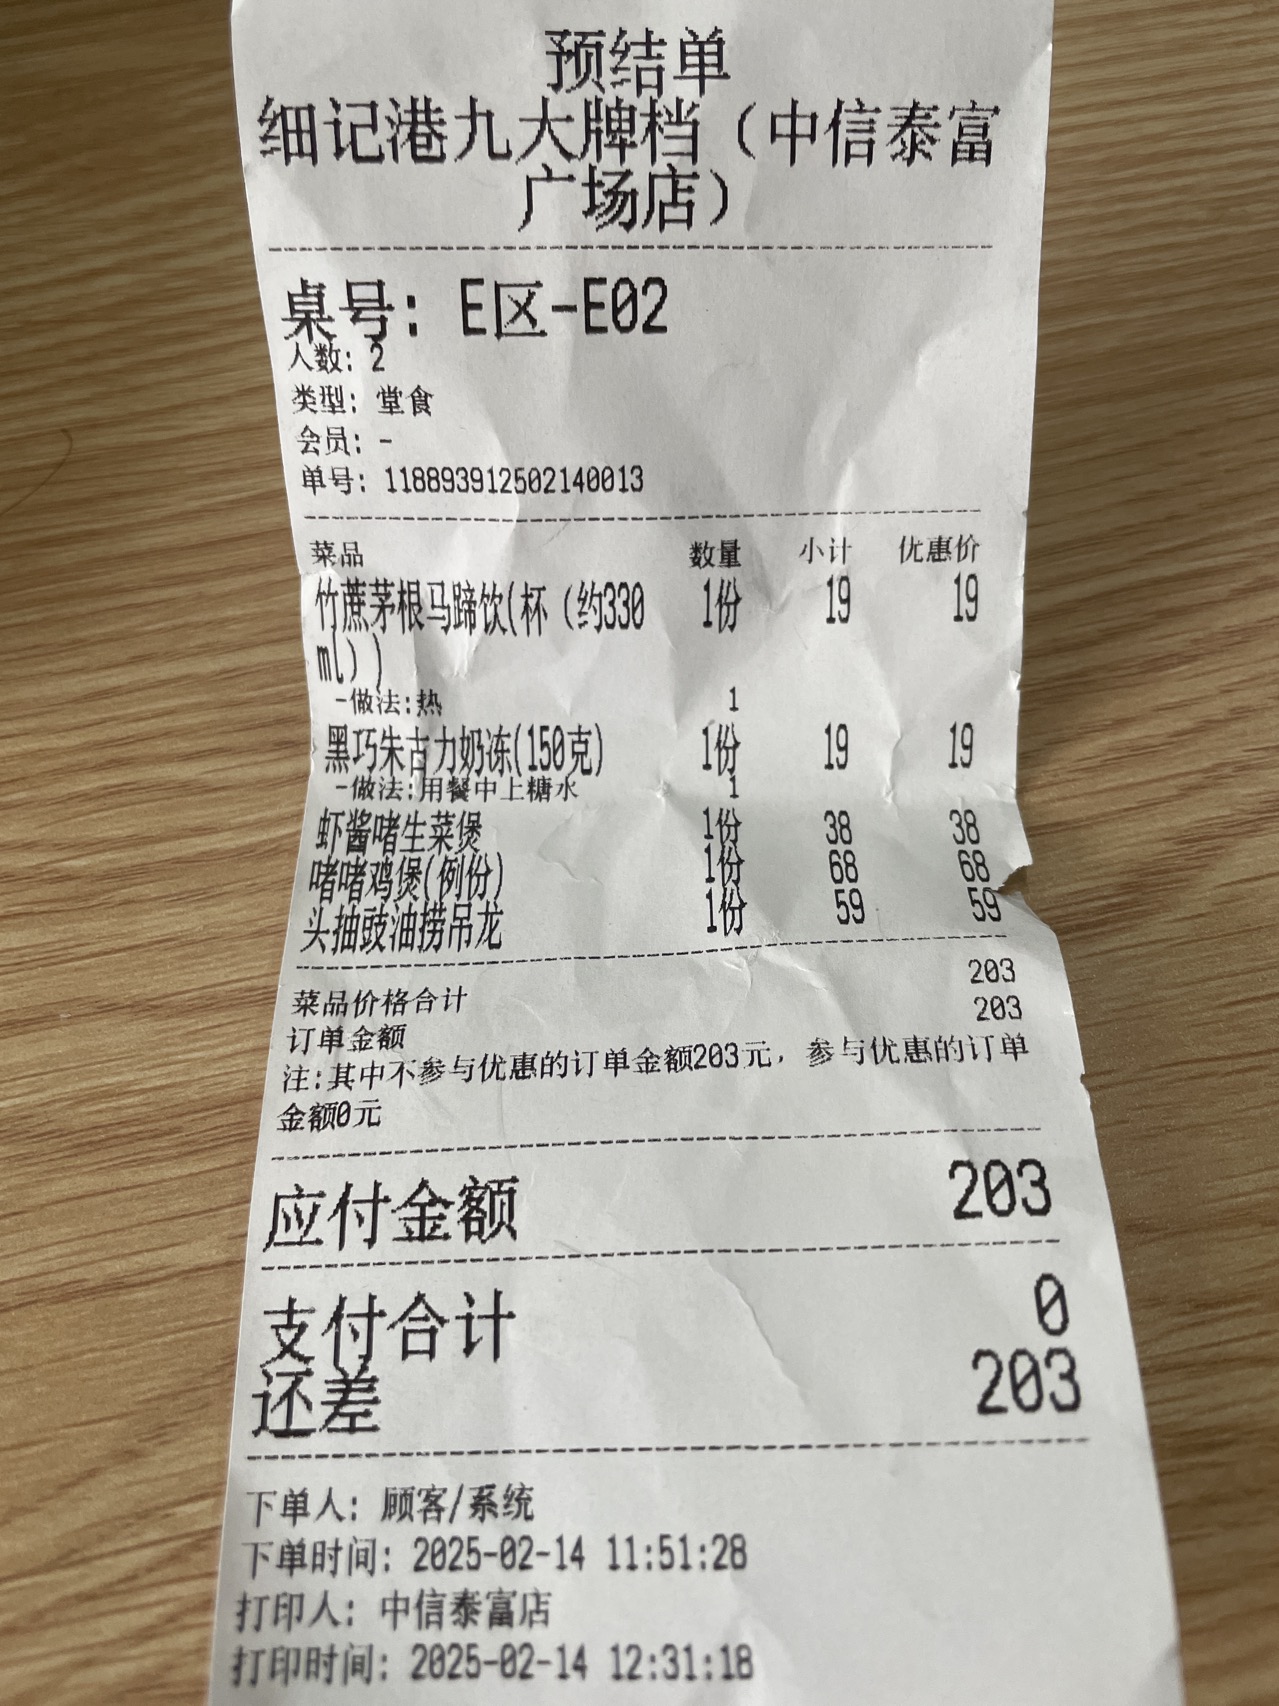 预结单
细记港九大牌档（中信泰富
广场店）
桌号: E区-E02
人数: 2
类型: 堂食
会员: -
单号: 118893912502140013
菜品 数量 小计 优惠价
竹蔗茅根马蹄饮(杯（约330 1份 19 19
ml）)
-做法:热 1
黑巧朱古力奶冻(150克) 1份 19 19
-做法:用餐中上糖水 1
虾酱啫生菜煲 1份 38 38
啫啫鸡煲(例份) 1份 68 68
头抽豉油捞吊龙 1份 59 59
菜品价格合计 203
订单金额 203
注:其中不参与优惠的订单金额203元，参与优惠的订单
金额0元
应付金额 203
支付合计 0
还差 203
下单人: 顾客/系统
下单时间: 2025-02-14 11:51:28
打印人: 中信泰富店
打印时间: 2025-02-14 12:31:18